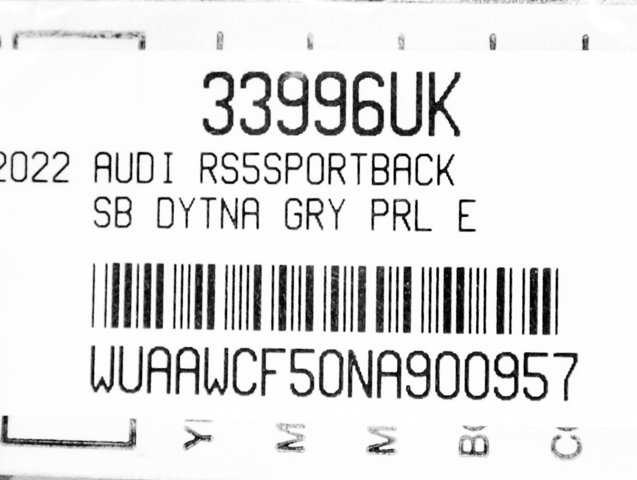 33996UK
2022 AUDI RS5SPORTBACK
SB DYTNA GRY PRL E
WUAAWCF50NA900957